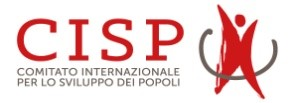 CISP
COMITATO INTERNAZIONALE
PER LO SVILUPPO DEI POPOLI